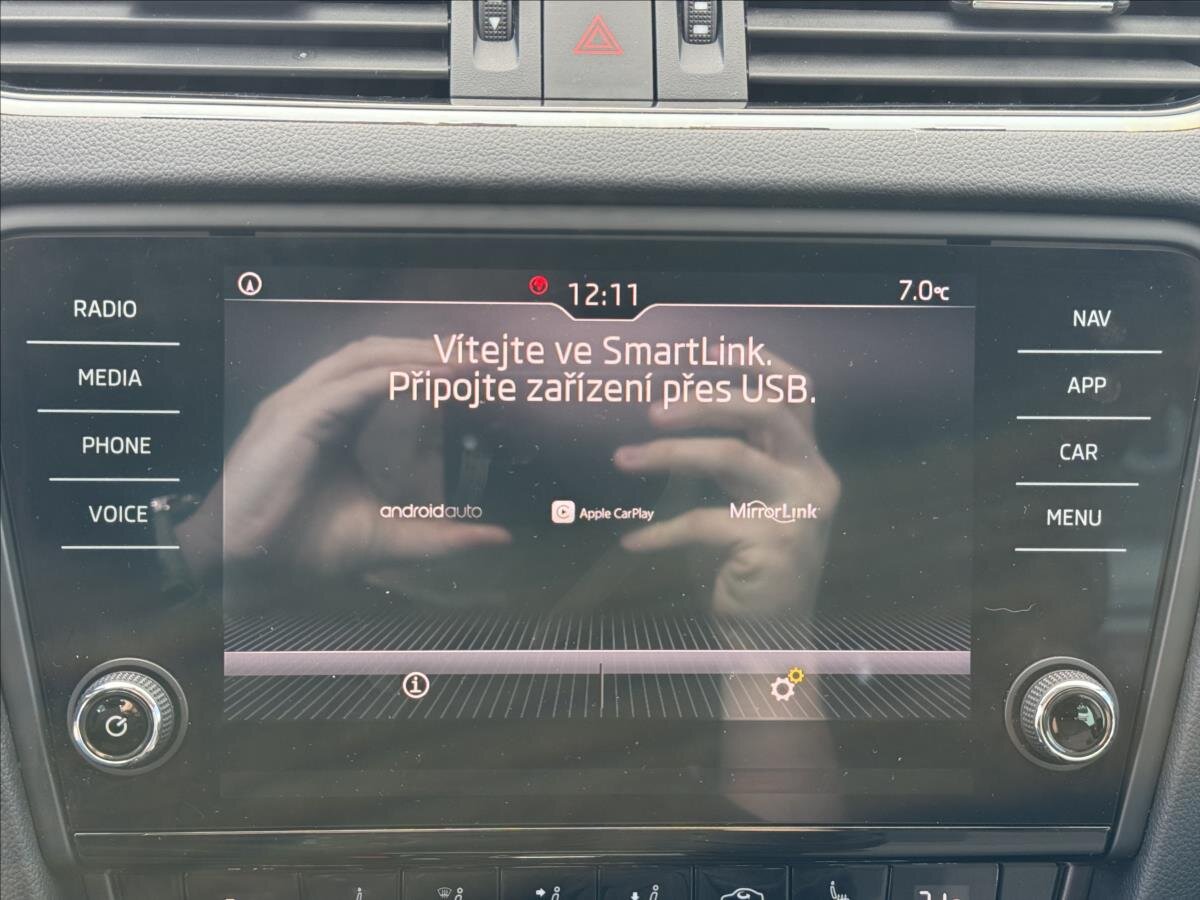 12:11
7.0°C
RADIO
MEDIA
PHONE
VOICE
Vítejte ve SmartLink.
Připojte zařízení přes USB.
androidauto
Apple CarPlay
MirrorLink
NAV
APP
CAR
MENU